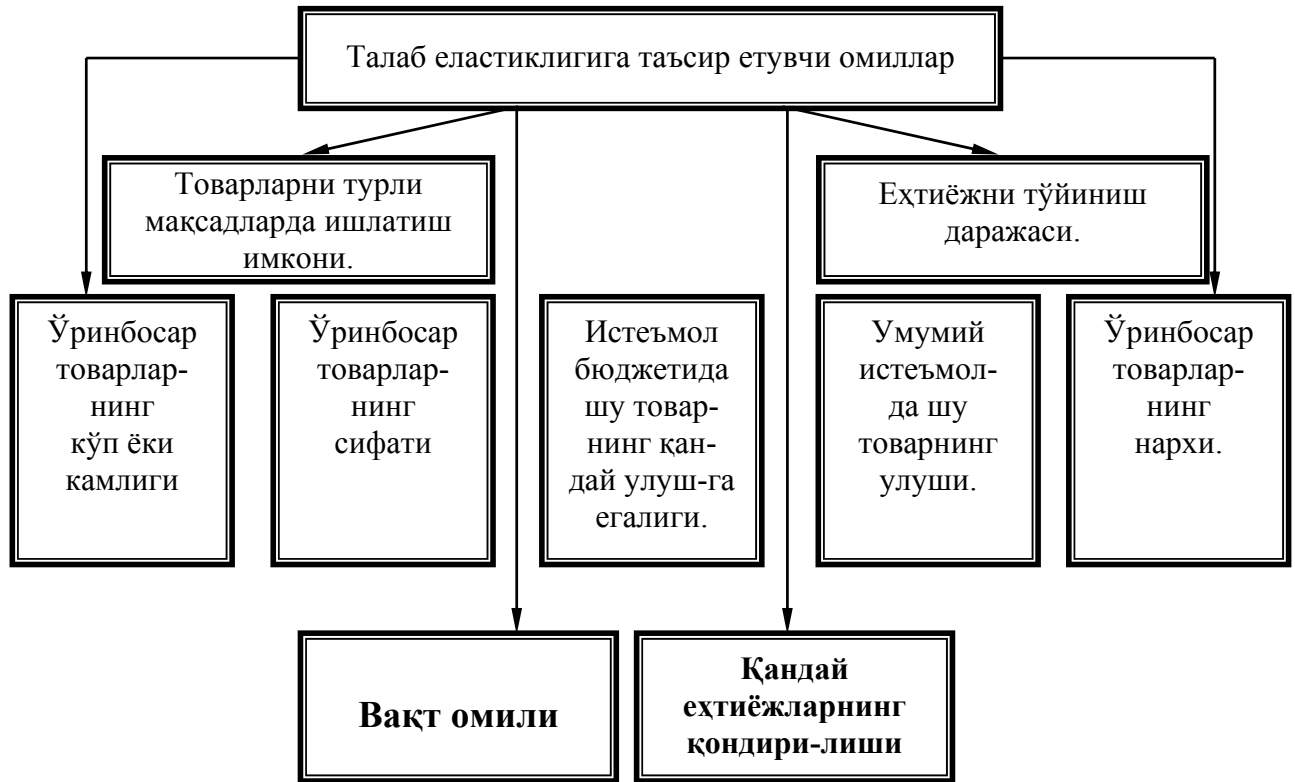 Талаб еластиклигига таъсир етувчи омиллар
Товарларни турли
мақсадларда ишлатиш
имкони.
Еҳтиёжни тўйиниш
даражаси.
Ўринбосар
товарлар-
нинг
кўп ёки
камлиги
Ўринбосар
товарлар-
нинг
сифати
Истеъмол
бюджетида
шу товар-
нинг қан-
дай улуш-га
егалиги.
Умумий
истеъмол-
да шу
товарнинг
улуши.
Ўринбосар
товарлар-
нинг
нархи.
Вақт омили
Қандай
еҳтиёжларнинг
қондири-лиши